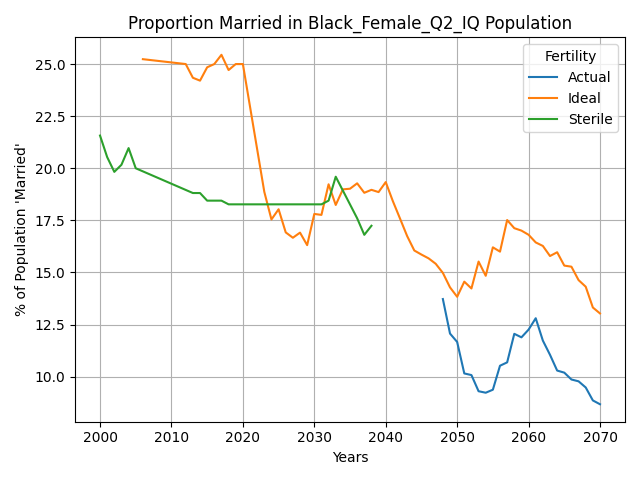 Proportion Married in Black_Female_Q2_IQ Population
% of Population 'Married'
25.0
22.5
20.0
17.5
15.0
12.5
10.0
Fertility
Actual
Ideal
Sterile
2000 2010 2020 2030 2040 2050 2060 2070
Years